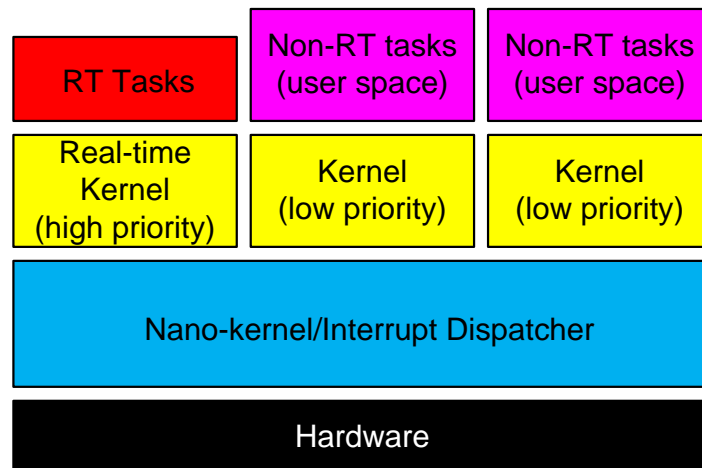 RT Tasks
Non-RT tasks
(user space)
Non-RT tasks
(user space)
Real-time
Kernel
(high priority)
Kernel
(low priority)
Kernel
(low priority)
Nano-kernel/Interrupt Dispatcher
Hardware